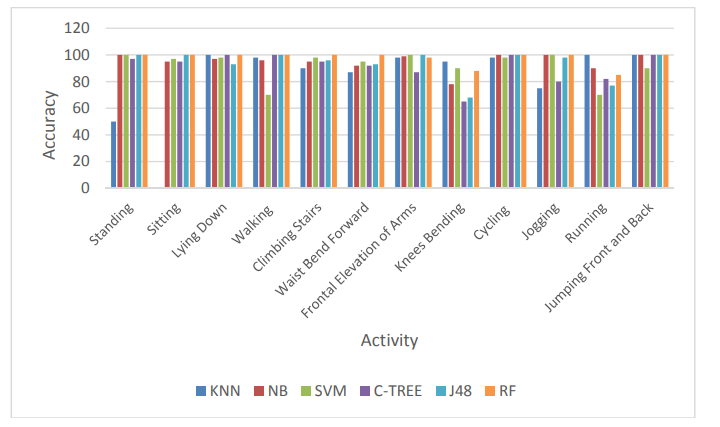 120
100
80
60
40
20
0
Accuracy
Standing
Sitting
Lying Down
Walking
Climbing Stairs
Waist Bend Forward
Frontal Elevation of Arms
Knees Bending
Cycling
Jogging
Running
Jumping Front and Back
Activity
KNN NB SVM C-TREE J48 RF